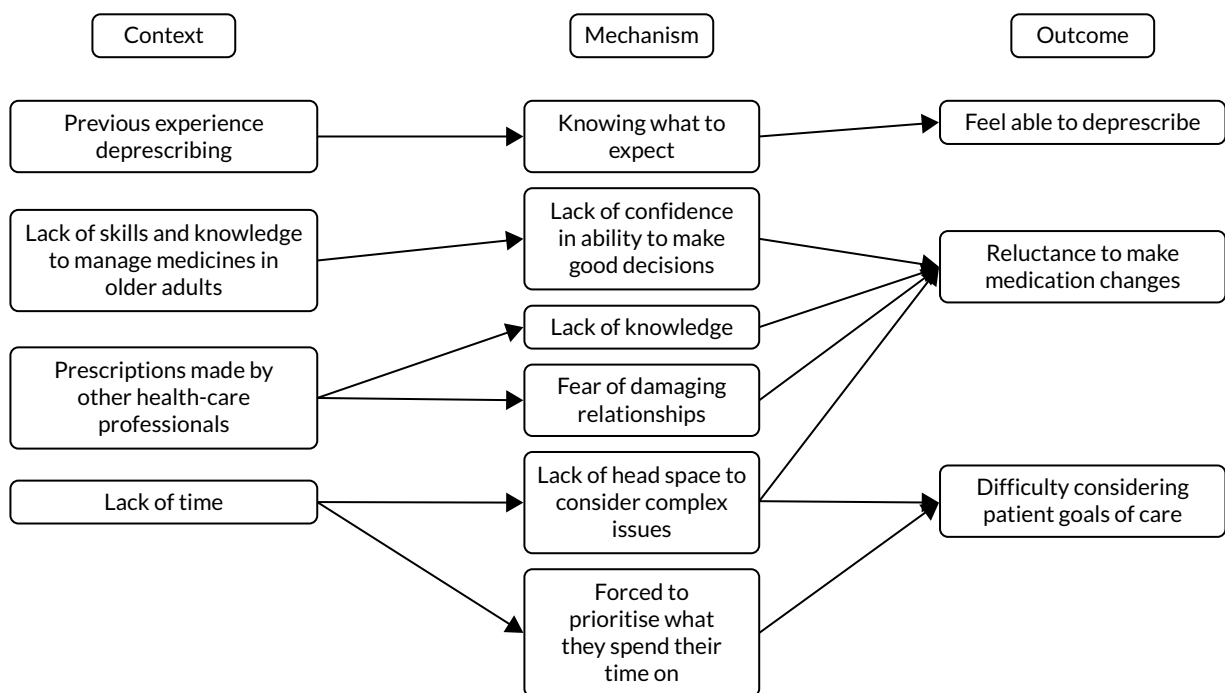 Context
Mechanism
Outcome
Previous experience
deprescribing
Knowing what to
expect
Feel able to deprescribe
Lack of skills and knowledge
to manage medicines in
older adults
Lack of confidence
in ability to make
good decisions
Reluctance to make
medication changes
Lack of knowledge
Prescriptions made by
other health-care
professionals
Fear of damaging
relationships
Lack of time
Lack of head space to
consider complex
issues
Difficulty considering
patient goals of care
Forced to
prioritise what
they spend their
time on